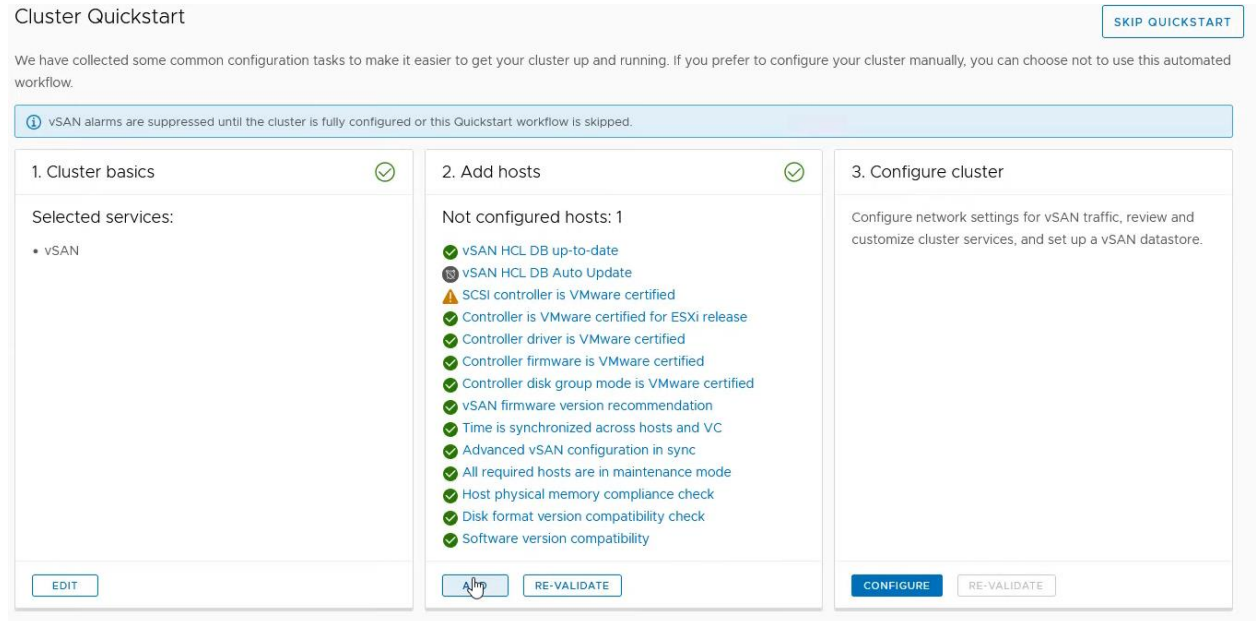 Cluster Quickstart
SKIP QUICKSTART
We have collected some common configuration tasks to make it easier to get your cluster up and running. If you prefer to configure your cluster manually, you can choose not to use this automated
workflow.
vSAN alarms are suppressed until the cluster is fully configured or this Quickstart workflow is skipped.
1. Cluster basics
Selected services:
• vSAN
EDIT
2. Add hosts
Not configured hosts: 1
vSAN HCL DB up-to-date
vSAN HCL DB Auto Update
SCSI controller is VMware certified
Controller is VMware certified for ESXi release
Controller driver is VMware certified
Controller firmware is VMware certified
Controller disk group mode is VMware certified
vSAN firmware version recommendation
Time is synchronized across hosts and VC
Advanced vSAN configuration in sync
All required hosts are in maintenance mode
Host physical memory compliance check
Disk format version compatibility check
Software version compatibility
ADD
RE-VALIDATE
3. Configure cluster
Configure network settings for vSAN traffic, review and
customize cluster services, and set up a vSAN datastore.
CONFIGURE
RE-VALIDATE